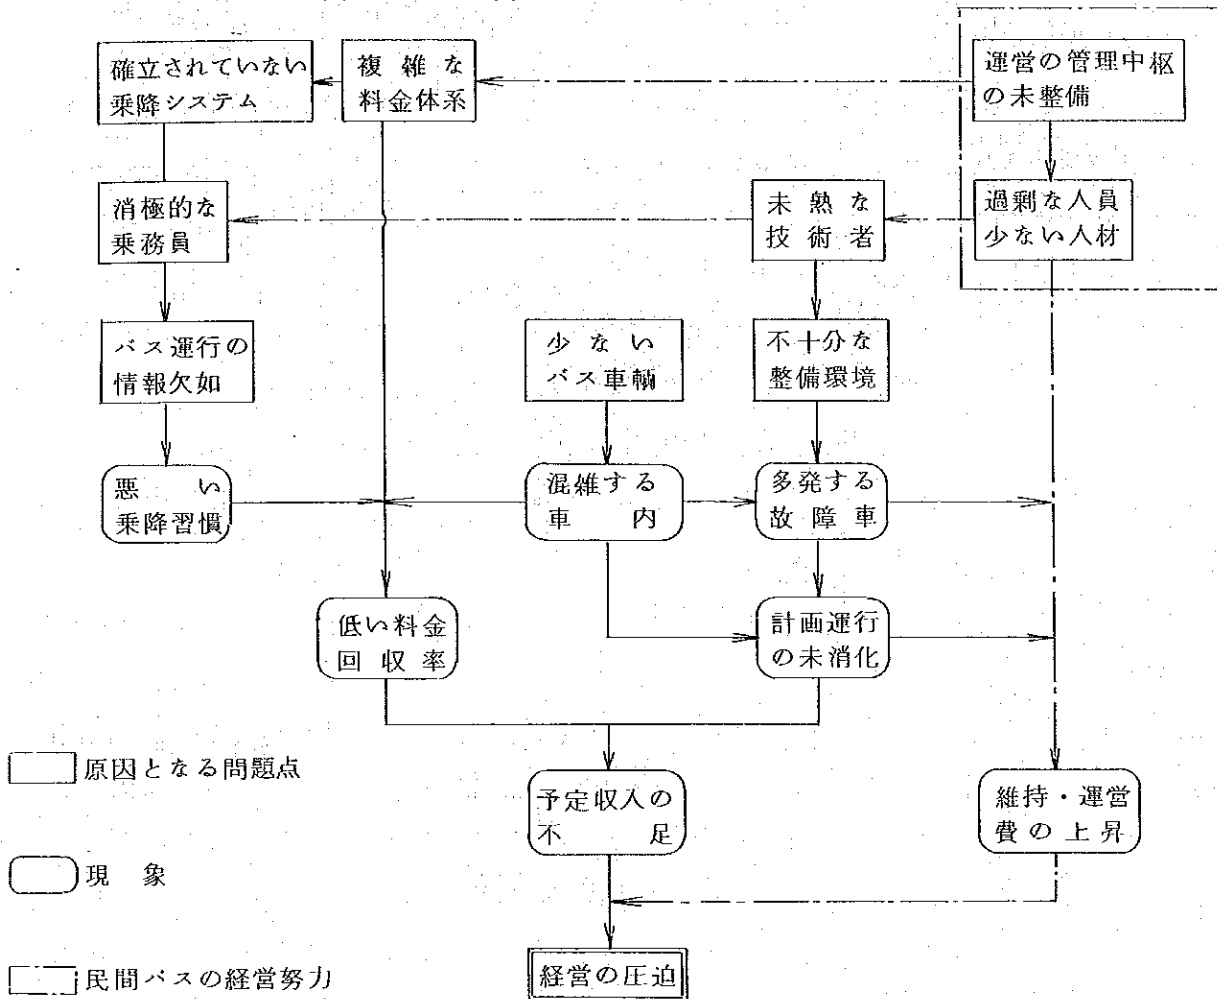 確立されていない
乗降システム
複雑な
料金体系
運営の管理中枢
の未整備
消極的な
乗務員
未熟な
技術者
過剰な人員
少ない人材
バス運行の
情報欠如
少ない
バス車輌
不十分な
整備環境
悪い
乗降習慣
混雑する
車内
多発する
故障車
低い料金
回収率
計画運行
の未消化
原因となる問題点
予定収入の
不足
維持・運営
費の上昇
現象
民間バスの経営努力
経営の圧迫